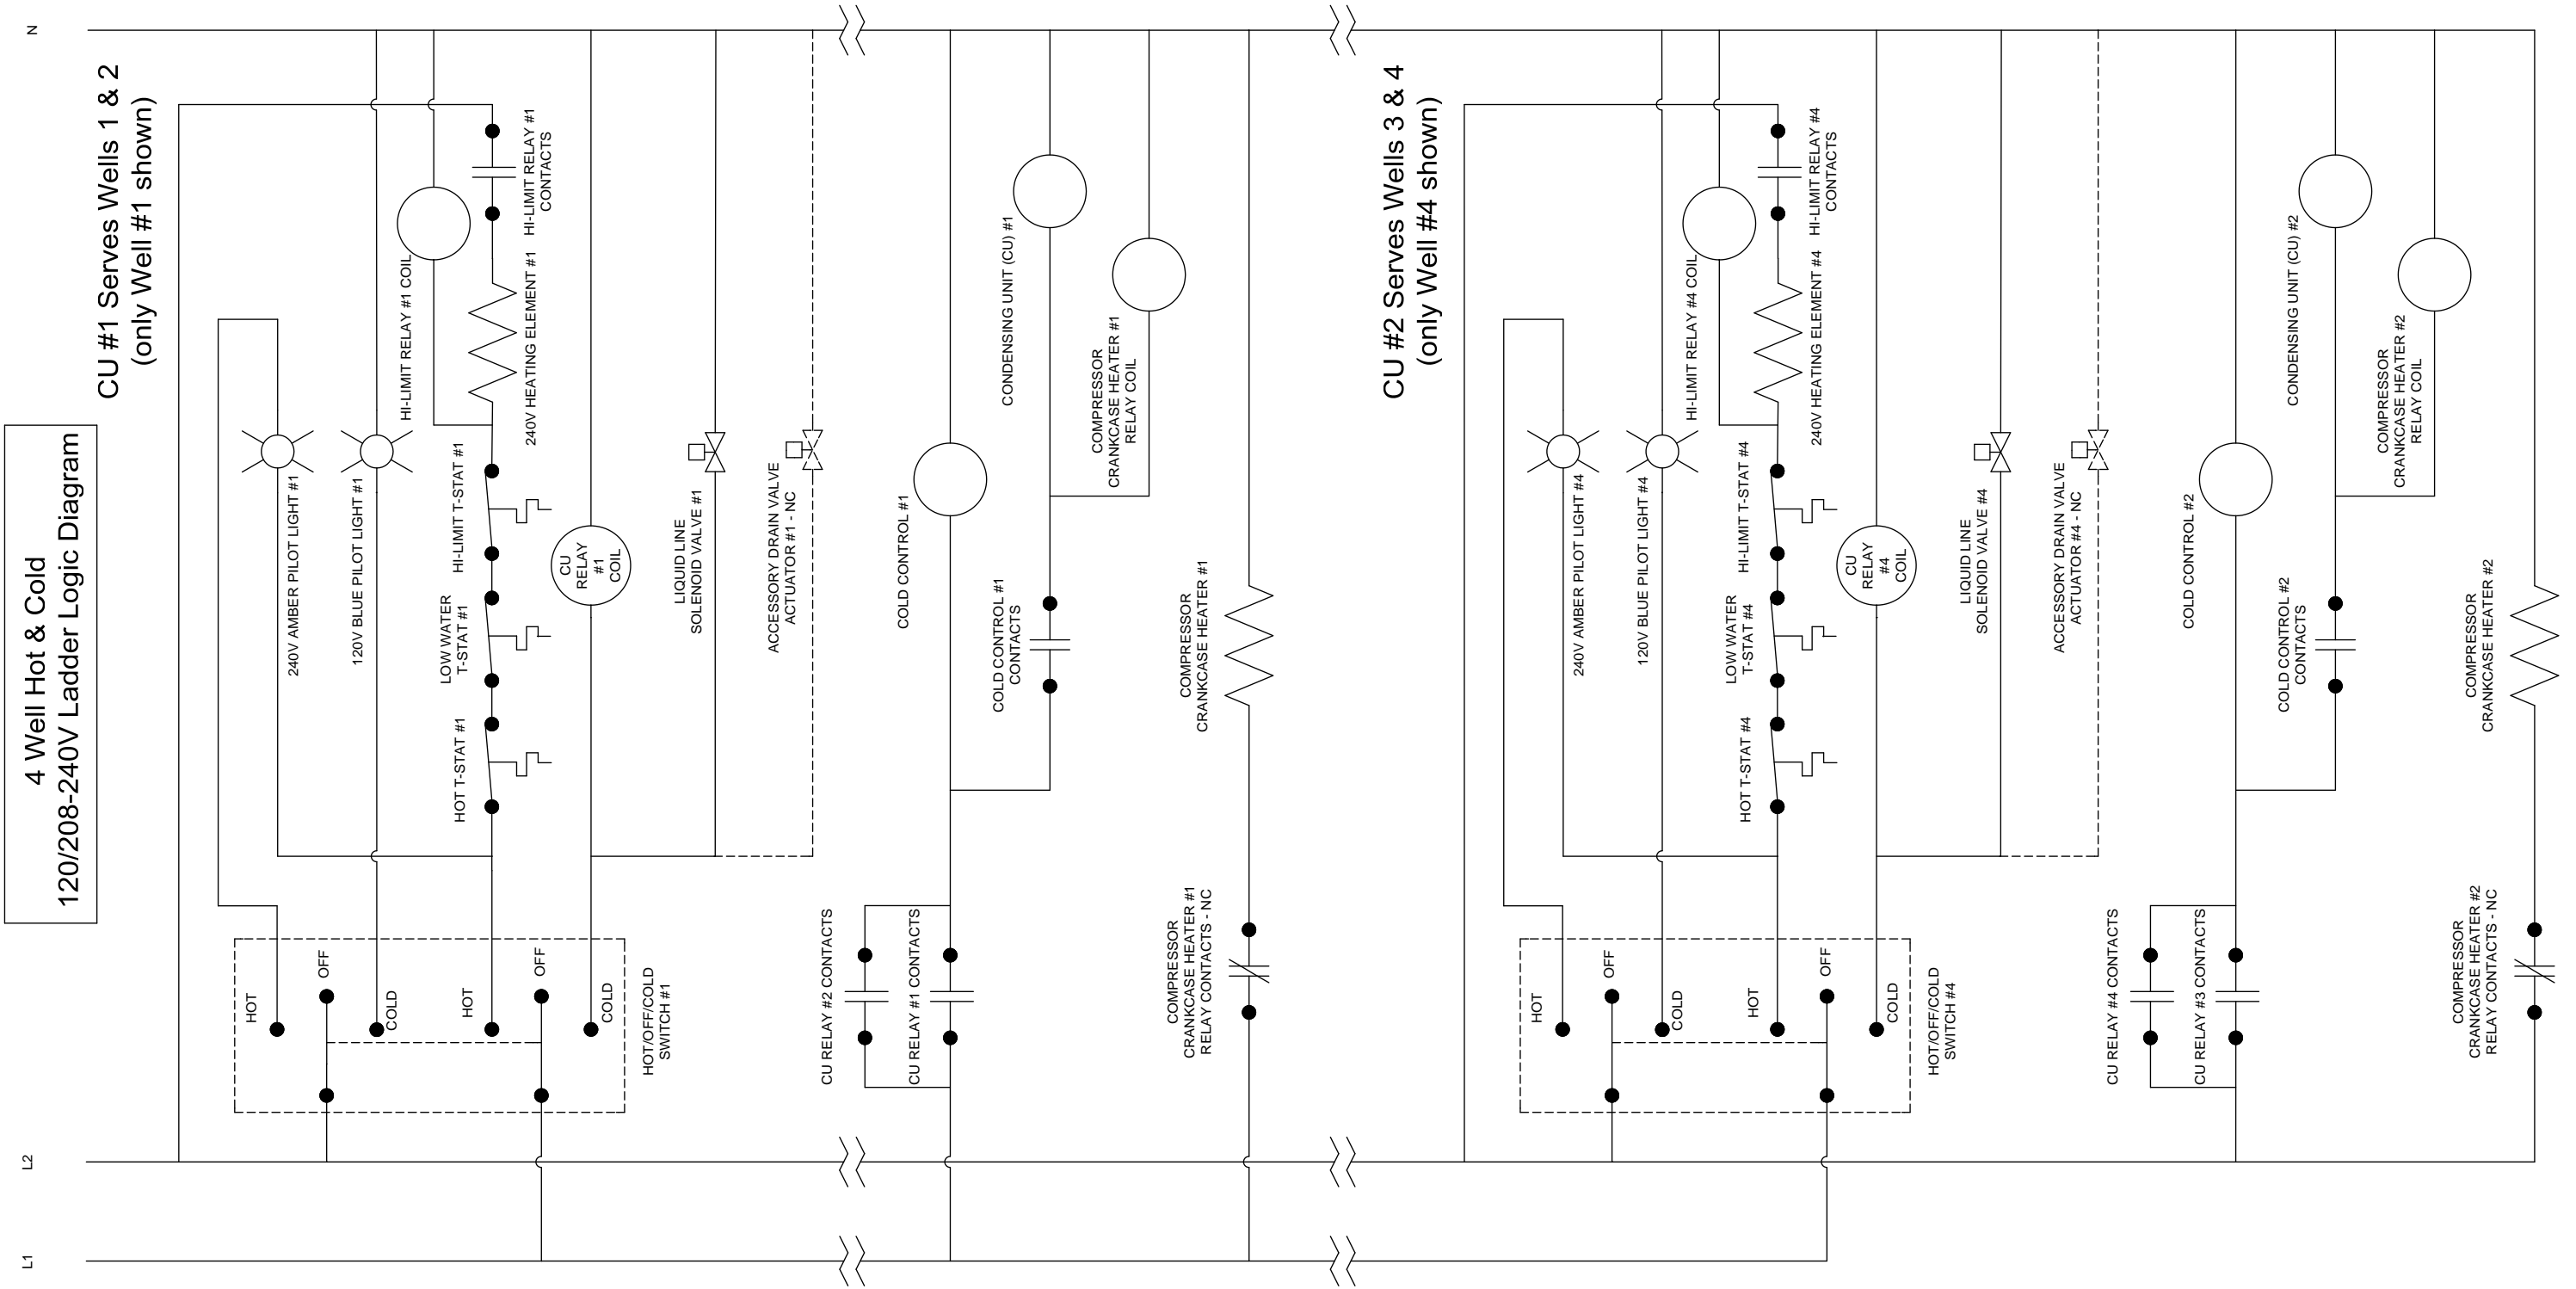 4 Well Hot & Cold
120/208-240V Ladder Logic Diagram
L1
L2
N
CU #1 Serves Wells 1 & 2
(only Well #1 shown)
HOT
OFF
COLD
HOT
OFF
COLD
HOT/OFF/COLD
SWITCH #1
240V AMBER PILOT LIGHT #1
120V BLUE PILOT LIGHT #1
HI-LIMIT RELAY #1 COIL
HOT T-STAT #1
LOW WATER
T-STAT #1
HI-LIMIT T-STAT #1
240V HEATING ELEMENT #1
HI-LIMIT RELAY #1
CONTACTS
CU
RELAY
#1
COIL
LIQUID LINE
SOLENOID VALVE #1
ACCESSORY DRAIN VALVE
ACTUATOR #1 - NC
CU RELAY #2 CONTACTS
CU RELAY #1 CONTACTS
COLD CONTROL #1
COLD CONTROL #1
CONTACTS
CONDENSING UNIT (CU) #1
COMPRESSOR
CRANKCASE HEATER #1
RELAY COIL
COMPRESSOR
CRANKCASE HEATER #1
RELAY CONTACTS - NC
COMPRESSOR
CRANKCASE HEATER #1
CU #2 Serves Wells 3 & 4
(only Well #4 shown)
HOT
OFF
COLD
HOT
OFF
COLD
HOT/OFF/COLD
SWITCH #4
240V AMBER PILOT LIGHT #4
120V BLUE PILOT LIGHT #4
HI-LIMIT RELAY #4 COIL
HOT T-STAT #4
LOW WATER
T-STAT #4
HI-LIMIT T-STAT #4
240V HEATING ELEMENT #4
HI-LIMIT RELAY #4
CONTACTS
CU
RELAY
#4
COIL
LIQUID LINE
SOLENOID VALVE #4
ACCESSORY DRAIN VALVE
ACTUATOR #4 - NC
CU RELAY #4 CONTACTS
CU RELAY #3 CONTACTS
COLD CONTROL #2
COLD CONTROL #2
CONTACTS
CONDENSING UNIT (CU) #2
COMPRESSOR
CRANKCASE HEATER #2
RELAY COIL
COMPRESSOR
CRANKCASE HEATER #2
RELAY CONTACTS - NC
COMPRESSOR
CRANKCASE HEATER #2